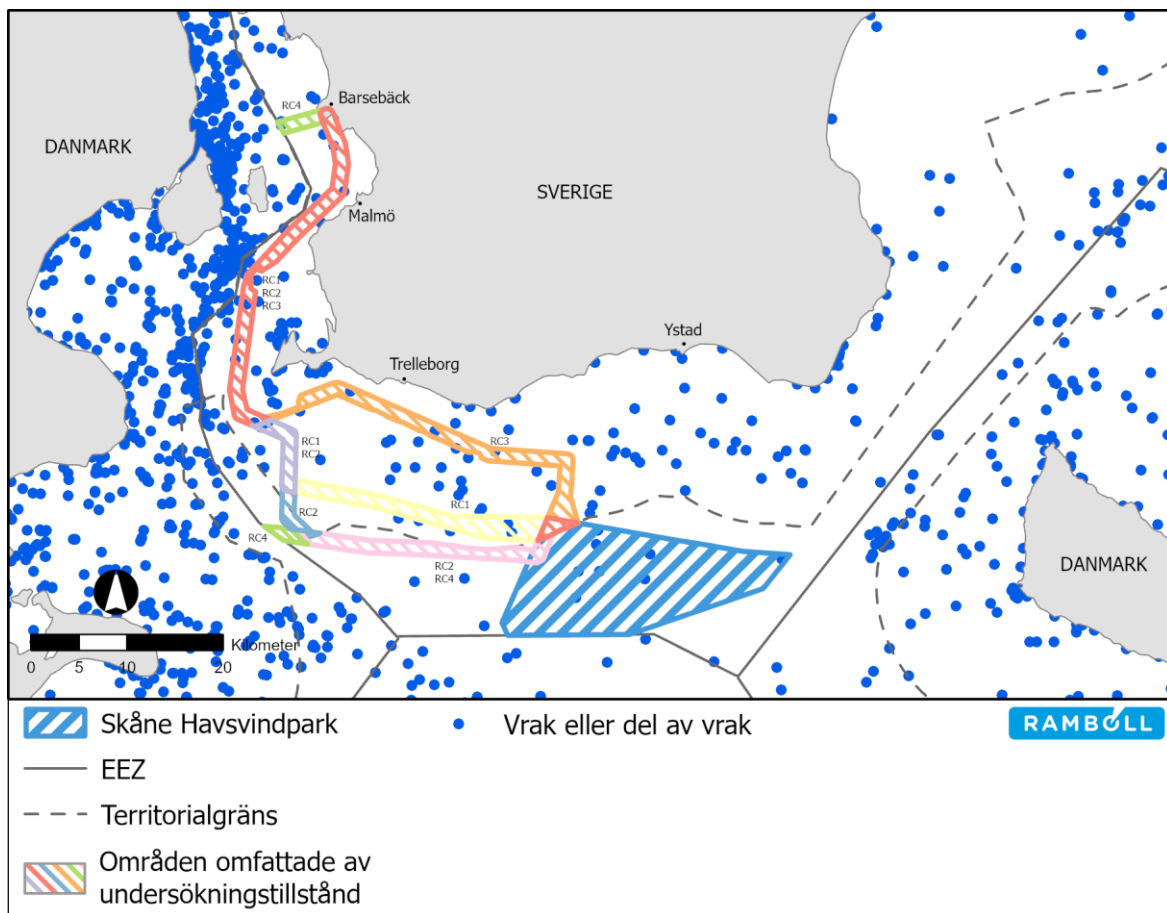 RC4
Barsebäck
DANMARK
SVERIGE
Malmö
RC1
RC2
RC3
Ystad
Trelleborg
RC1
RC2
RC3
RC1
RC2
RC4
RC2
RC4
DANMARK
Kilometer
0 5 10 20
Skåne Havsvindpark
Vrak eller del av vrak
RAMBOLL
EEZ
Territorialgräns
Områden omfattade av
undersökningstillstånd